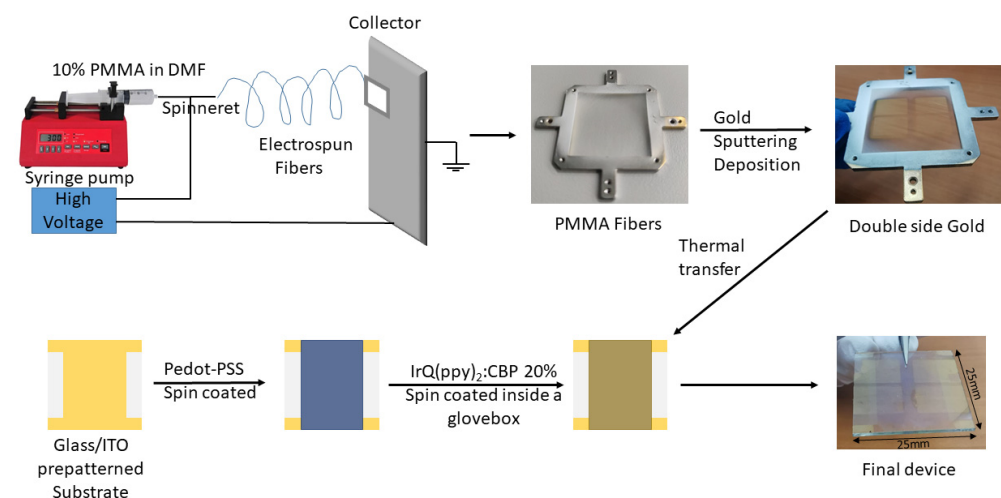 Collector
10% PMMA in DMF
Spinneret
Electrospun
Fibers
Syringe pump
High
Voltage
PMMA Fibers
Gold
Sputtering
Deposition
Double side Gold
Thermal
transfer
Pedot-PSS
Spin coated
IrQ(ppy)₂:CBP 20%
Spin coated inside a
glovebox
Glass/ITO
prepatterned
Substrate
25mm
25mm
Final device